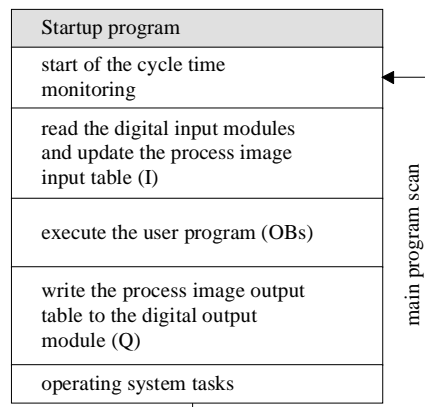 Startup program
start of the cycle time
monitoring
read the digital input modules
and update the process image
input table (I)
execute the user program (OBs)
write the process image output
table to the digital output
module (Q)
operating system tasks
main program scan